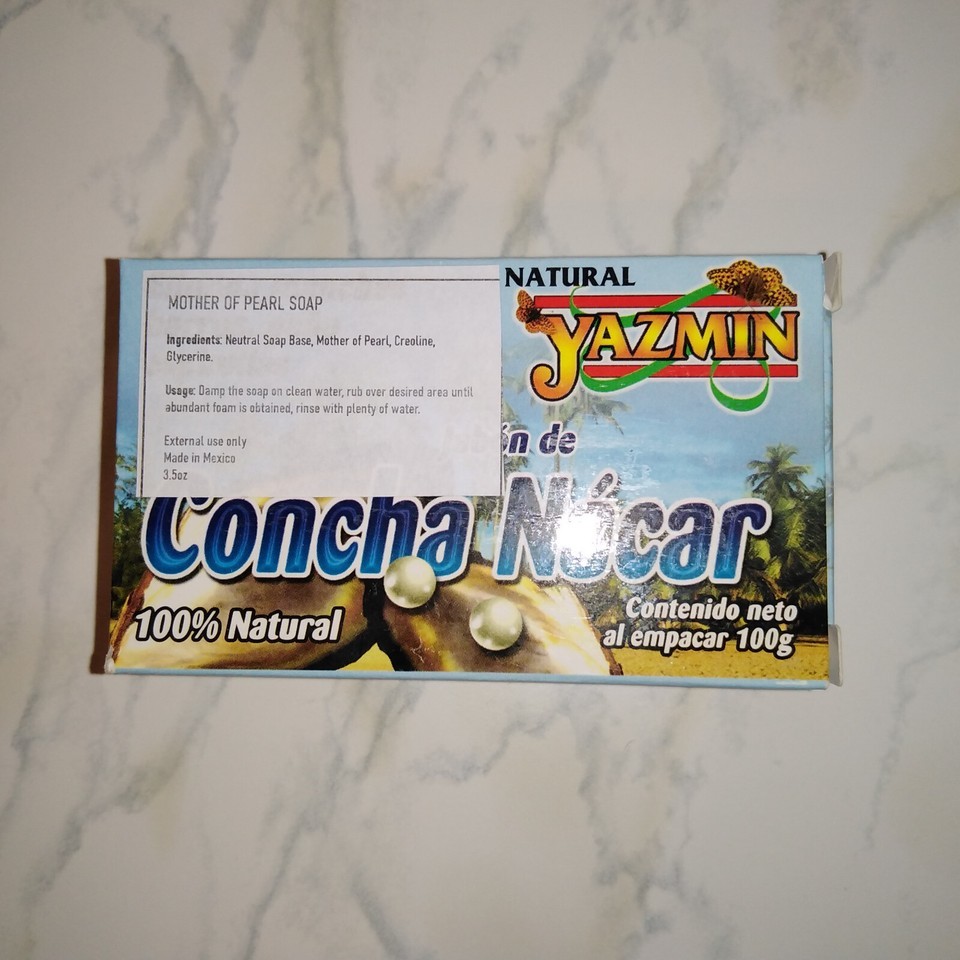 MOTHER OF PEARL SOAP
Ingredients: Neutral Soap Base, Mother of Pearl, Creoline,
Glycerine.
Usage: Damp the soap on clean water, rub over desired area until
abundant foam is obtained, rinse with plenty of water.
External use only
Made in Mexico
3.5oz
NATURAL
YAZMIN
de
Concha Nácar
100% Natural
Contenido neto
al empacar 100g